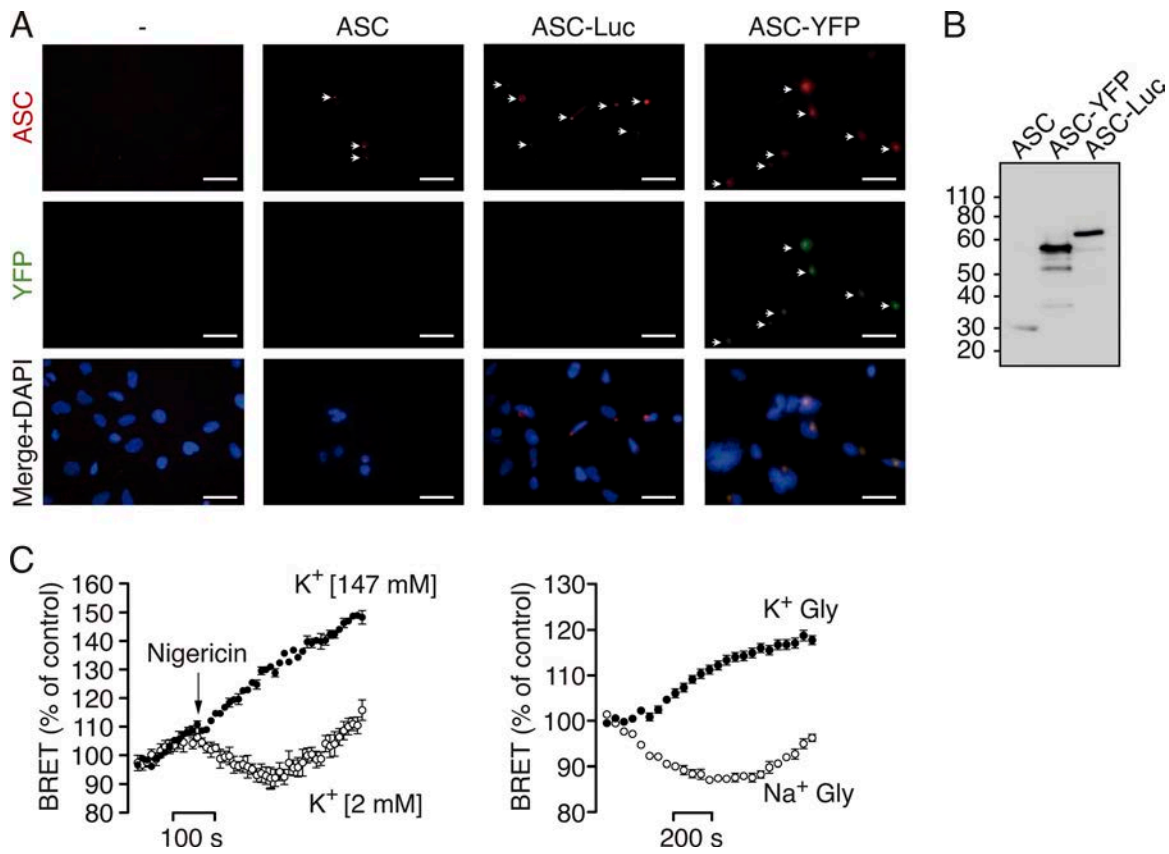 A
- ASC ASC-Luc ASC-YFP
ASC
YFP
Merge+DAPI
B
ASC
ASC-YFP
ASC-Luc
110
80
60
50
40
30
20
C
BRET (% of control)
160
150
140
130
120
110
100
90
80
K+ [147 mM]
Nigericin
K+ [2 mM]
100 s
BRET (% of control)
130
120
110
100
90
80
K+ Gly
Na+ Gly
200 s